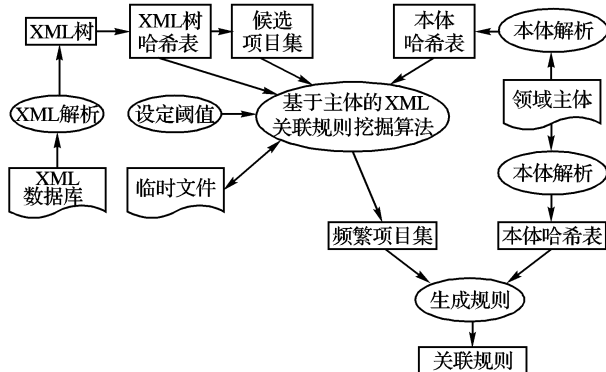 XML树
XML树
哈希表
候选
项目集
本体
哈希表
本体解析
XML解析
设定阈值
基于主体的XML
关联规则挖掘算法
领域主体
XML
数据库
临时文件
本体解析
频繁项目集
本体哈希表
生成规则
关联规则